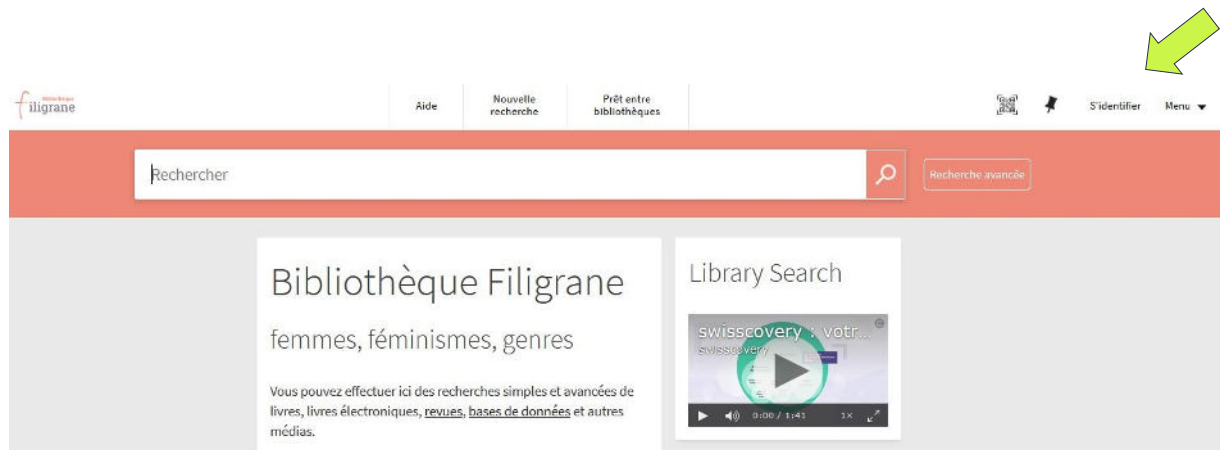 Bibliothèque
filigrane
Aide
Nouvelle
recherche
Prêt entre
bibliothèques
S'identifier
Menu
Rechercher
Recherche avancée
Bibliothèque Filigrane
femmes, féminismes, genres
Vous pouvez effectuer ici des recherches simples et avancées de
livres, livres électroniques, revues, bases de données et autres
médias.
Library Search
swisscovery : votr...
swisscovery
0:00 / 1:41
1x